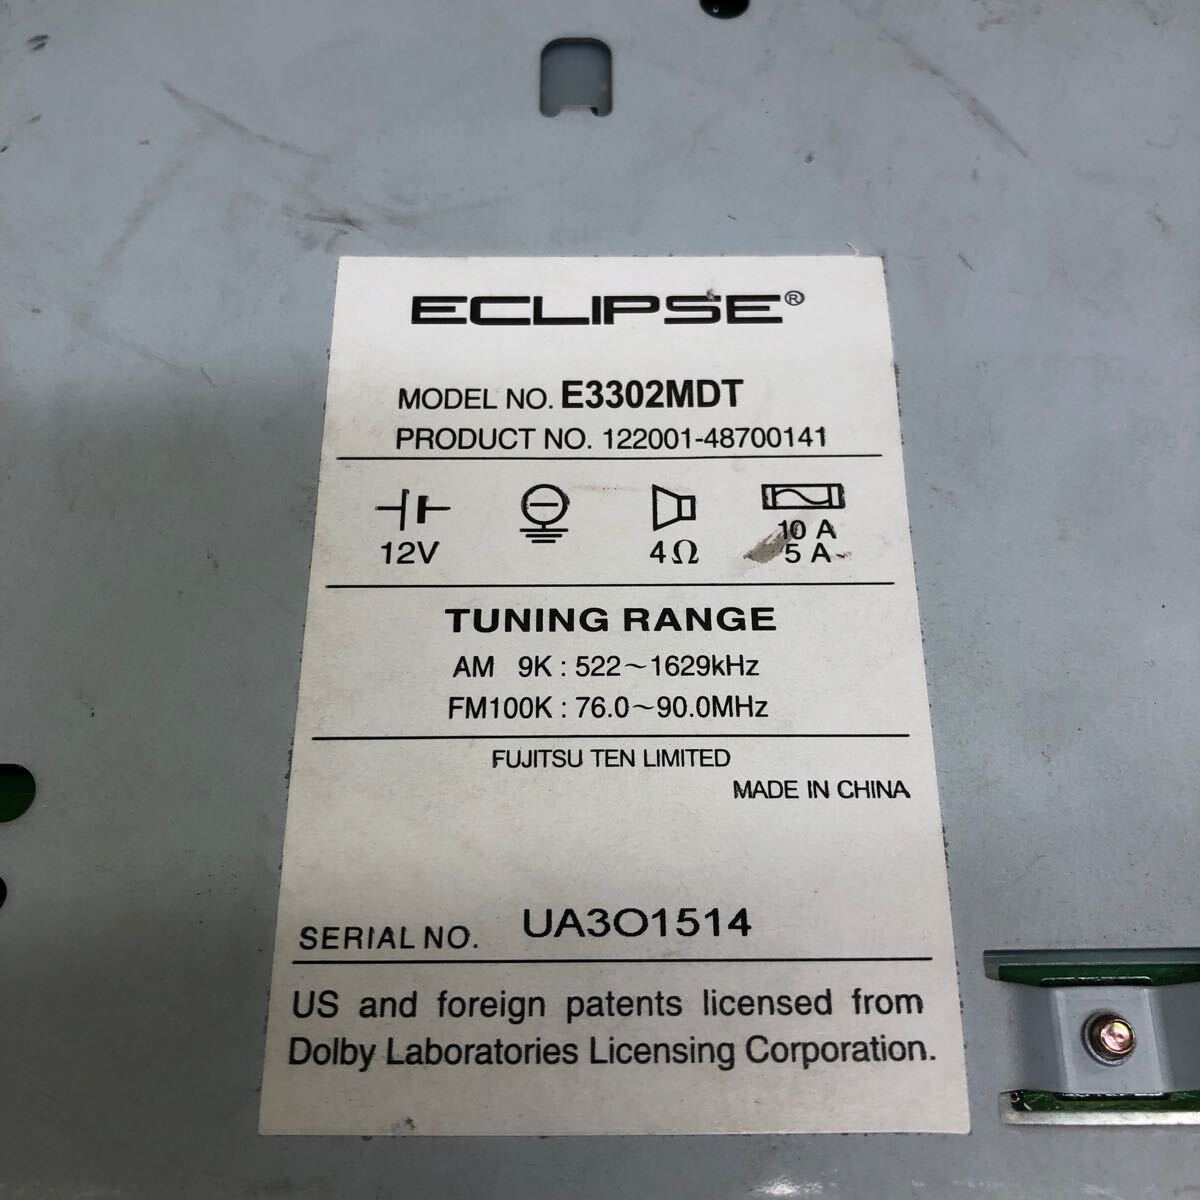 ECLIPSE®
MODEL NO. E3302MDT
PRODUCT NO. 122001-48700141
12V 4Ω 10 A
5 A
TUNING RANGE
AM 9K : 522~1629kHz
FM100K : 76.0~90.0MHz
FUJITSU TEN LIMITED
MADE IN CHINA
SERIAL NO. UA3O1514
US and foreign patents licensed from
Dolby Laboratories Licensing Corporation.